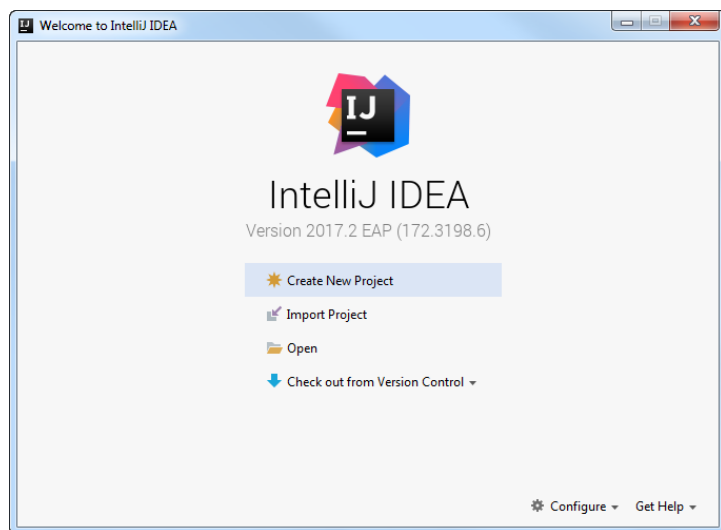 Welcome to IntelliJ IDEA
IJ
IntelliJ IDEA
Version 2017.2 EAP (172.3198.6)
Create New Project
Import Project
Open
Check out from Version Control
Configure Get Help